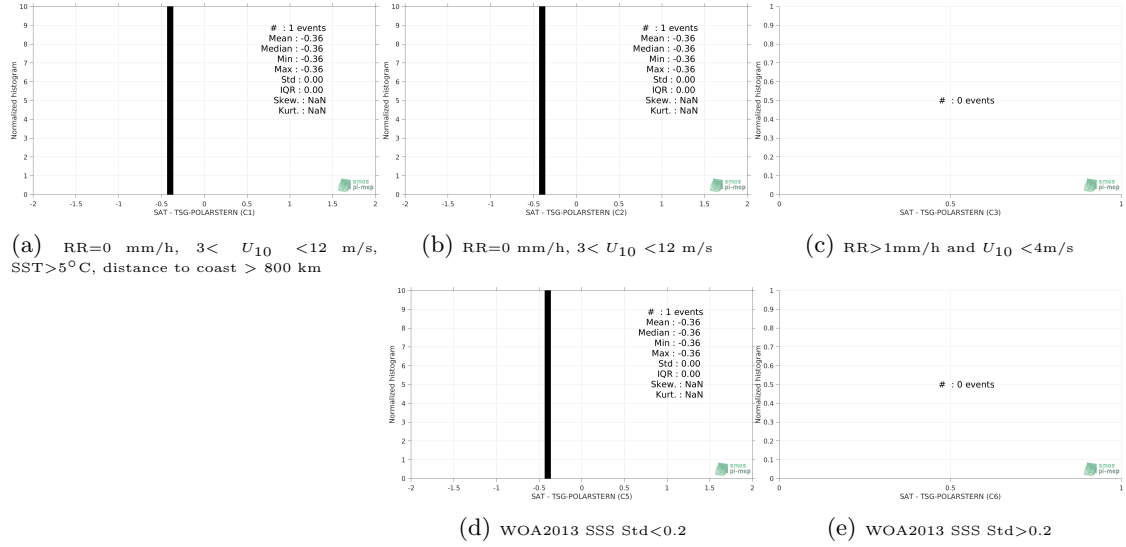 10
9
8
7
6
5
4
3
2
1
0
Normalized histogram
# : 1 events
Mean : -0.36
Median : -0.36
Min : -0.36
Max : -0.36
Std : 0.00
IQR : 0.00
Skew. : NaN
Kurt. : NaN
smos
pi-mep
-2 -1.5 -1 -0.5 0 0.5 1 1.5 2
SAT - TSG-POLARSTERN (C1)
(a) RR=0 mm/h, 3< U10 <12 m/s,
SST>5°C, distance to coast > 800 km
10
9
8
7
6
5
4
3
2
1
0
Normalized histogram
# : 1 events
Mean : -0.36
Median : -0.36
Min : -0.36
Max : -0.36
Std : 0.00
IQR : 0.00
Skew. : NaN
Kurt. : NaN
smos
pi-mep
-2 -1.5 -1 -0.5 0 0.5 1 1.5 2
SAT - TSG-POLARSTERN (C2)
(b) RR=0 mm/h, 3< U10 <12 m/s
1
0.9
0.8
0.7
0.6
0.5
0.4
0.3
0.2
0.1
0
Normalized histogram
# : 0 events
smos
pi-mep
0 0.5 1
SAT - TSG-POLARSTERN (C3)
(c) RR>1mm/h and U10 <4m/s
10
9
8
7
6
5
4
3
2
1
0
Normalized histogram
# : 1 events
Mean : -0.36
Median : -0.36
Min : -0.36
Max : -0.36
Std : 0.00
IQR : 0.00
Skew. : NaN
Kurt. : NaN
smos
pi-mep
-2 -1.5 -1 -0.5 0 0.5 1 1.5 2
SAT - TSG-POLARSTERN (C5)
(d) WOA2013 SSS Std<0.2
1
0.9
0.8
0.7
0.6
0.5
0.4
0.3
0.2
0.1
0
Normalized histogram
# : 0 events
smos
pi-mep
0 0.5 1
SAT - TSG-POLARSTERN (C6)
(e) WOA2013 SSS Std>0.2